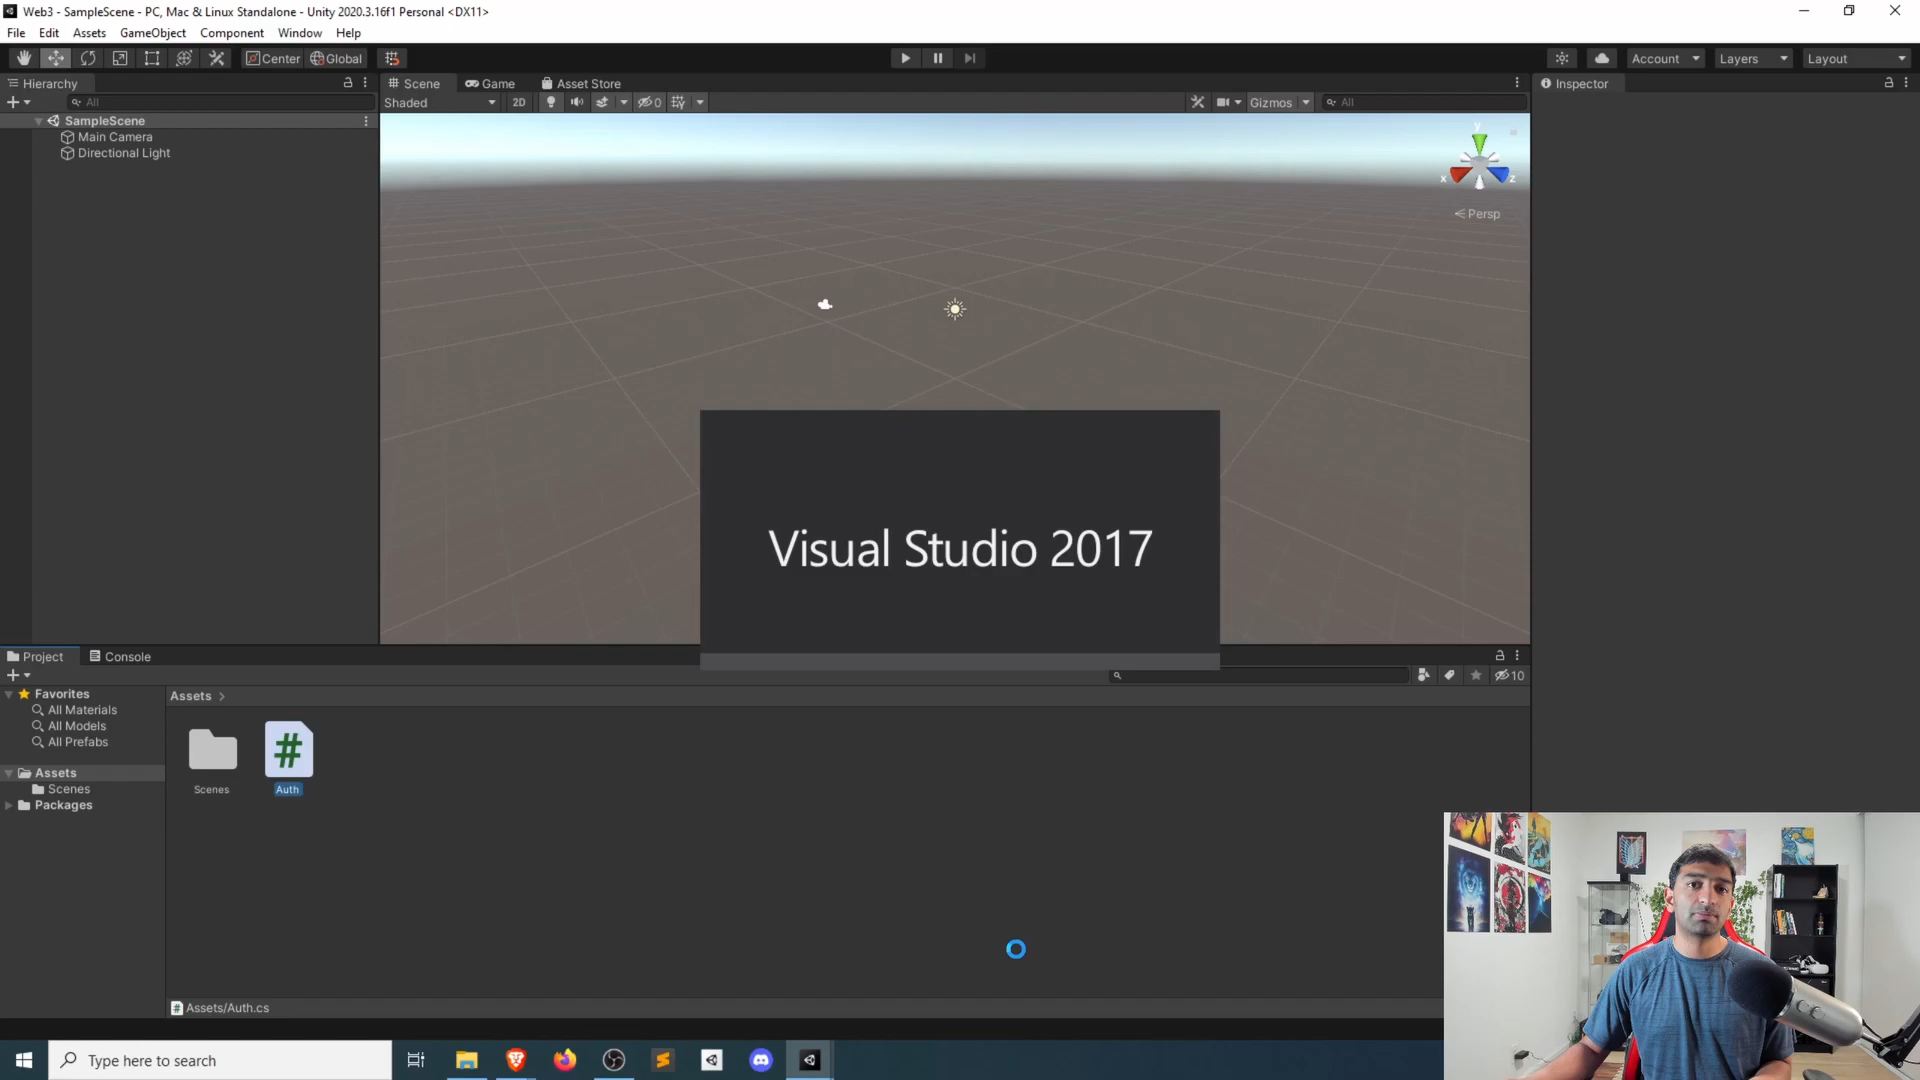 Web3 - SampleScene - PC, Mac & Linux Standalone - Unity 2020.3.16f1 Personal <DX11>
File Edit Assets GameObject Component Window Help
Center Global Account Layers Layout
Hierarchy Scene Game Asset Store Inspector
All Shaded 2D 0 Gizmos All
SampleScene
Main Camera
Directional Light
y
x z
Persp
Visual Studio 2017
Project Console
10
Favorites Assets >
All Materials
All Models
All Prefabs
Assets
Scenes Scenes Auth
Packages
Assets/Auth.cs
Type here to search